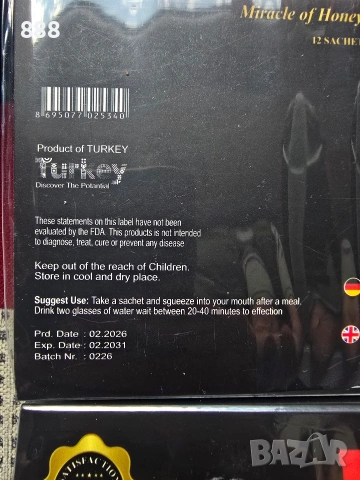 888
Miracle of Honey
12 SACHET
8 695077 025340
Product of TURKEY
Turkey
Discover The Potential
These statements on this label have not been
evaluated by the FDA. This products is not intended
to diagnose, treat, cure or prevent any disease
Keep out of the reach of Children.
Store in cool and dry place.
Suggest Use: Take a sachet and squeeze into your mouth after a meal.
Drink two glasses of water wait between 20-40 minutes to effection
Prd. Date : 02.2026
Exp. Date : 02.2031
Batch Nr. : 0226
SATISFACTION
BAZAR